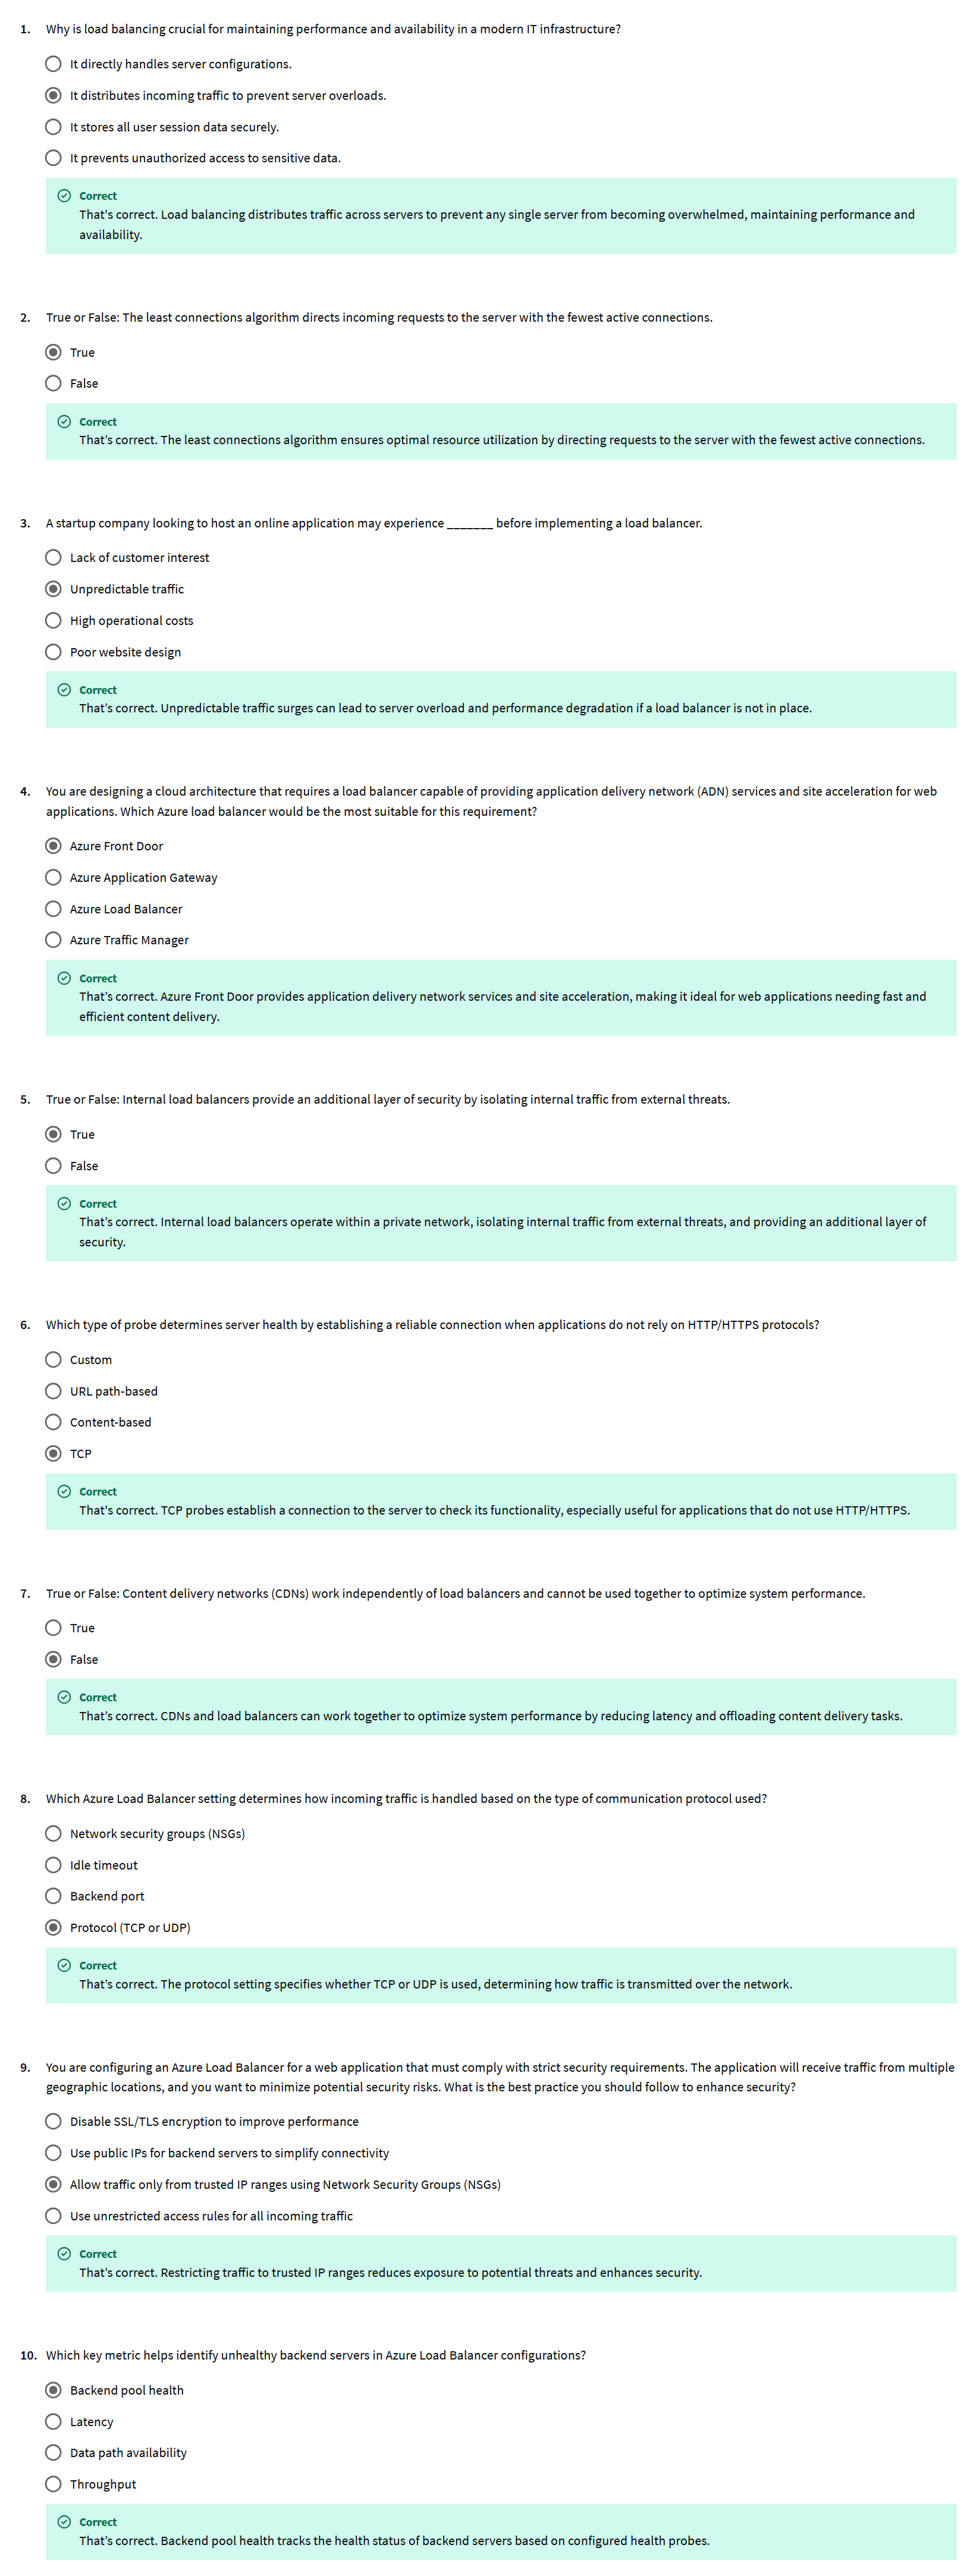 1. Why is load balancing crucial for maintaining performance and availability in a modern IT infrastructure?
It directly handles server configurations.
It distributes incoming traffic to prevent server overloads.
It stores all user session data securely.
It prevents unauthorized access to sensitive data.
Correct
That's correct. Load balancing distributes traffic across servers to prevent any single server from becoming overwhelmed, maintaining performance and
availability.
2. True or False: The least connections algorithm directs incoming requests to the server with the fewest active connections.
True
False
Correct
That's correct. The least connections algorithm ensures optimal resource utilization by directing requests to the server with the fewest active connections.
3. A startup company looking to host an online application may experience _______ before implementing a load balancer.
Lack of customer interest
Unpredictable traffic
High operational costs
Poor website design
Correct
That's correct. Unpredictable traffic surges can lead to server overload and performance degradation if a load balancer is not in place.
4. You are designing a cloud architecture that requires a load balancer capable of providing application delivery network (ADN) services and site acceleration for web
applications. Which Azure load balancer would be the most suitable for this requirement?
Azure Front Door
Azure Application Gateway
Azure Load Balancer
Azure Traffic Manager
Correct
That's correct. Azure Front Door provides application delivery network services and site acceleration, making it ideal for web applications needing fast and
efficient content delivery.
5. True or False: Internal load balancers provide an additional layer of security by isolating internal traffic from external threats.
True
False
Correct
That's correct. Internal load balancers operate within a private network, isolating internal traffic from external threats, and providing an additional layer of
security.
6. Which type of probe determines server health by establishing a reliable connection when applications do not rely on HTTP/HTTPS protocols?
Custom
URL path-based
Content-based
TCP
Correct
That's correct. TCP probes establish a connection to the server to check its functionality, especially useful for applications that do not use HTTP/HTTPS.
7. True or False: Content delivery networks (CDNs) work independently of load balancers and cannot be used together to optimize system performance.
True
False
Correct
That's correct. CDNs and load balancers can work together to optimize system performance by reducing latency and offloading content delivery tasks.
8. Which Azure Load Balancer setting determines how incoming traffic is handled based on the type of communication protocol used?
Network security groups (NSGs)
Idle timeout
Backend port
Protocol (TCP or UDP)
Correct
That's correct. The protocol setting specifies whether TCP or UDP is used, determining how traffic is transmitted over the network.
9. You are configuring an Azure Load Balancer for a web application that must comply with strict security requirements. The application will receive traffic from multiple
geographic locations, and you want to minimize potential security risks. What is the best practice you should follow to enhance security?
Disable SSL/TLS encryption to improve performance
Use public IPs for backend servers to simplify connectivity
Allow traffic only from trusted IP ranges using Network Security Groups (NSGs)
Use unrestricted access rules for all incoming traffic
Correct
That's correct. Restricting traffic to trusted IP ranges reduces exposure to potential threats and enhances security.
10. Which key metric helps identify unhealthy backend servers in Azure Load Balancer configurations?
Backend pool health
Latency
Data path availability
Throughput
Correct
That's correct. Backend pool health tracks the health status of backend servers based on configured health probes.